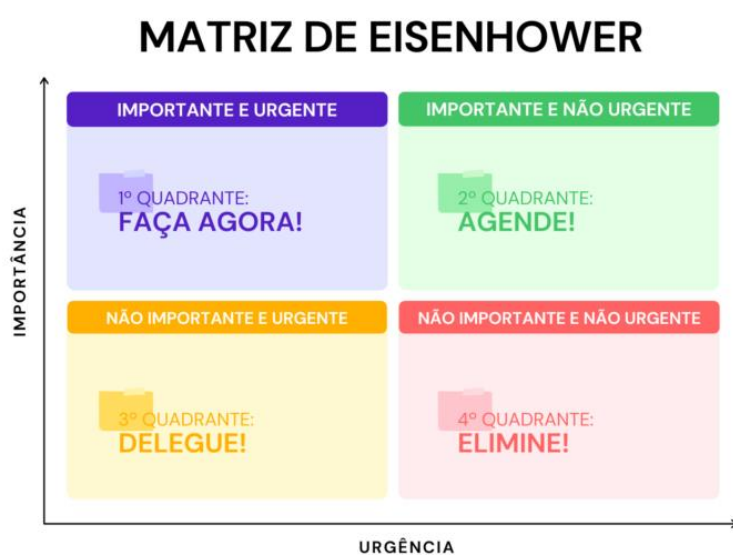 MATRIZ DE EISENHOWER
IMPORTANTE E URGENTE
IMPORTANTE E NÃO URGENTE
1º QUADRANTE:
FAÇA AGORA!
2º QUADRANTE:
AGENDE!
IMPORTÂNCIA
NÃO IMPORTANTE E URGENTE
NÃO IMPORTANTE E NÃO URGENTE
3º QUADRANTE:
DELEGUE!
4º QUADRANTE:
ELIMINE!
URGÊNCIA